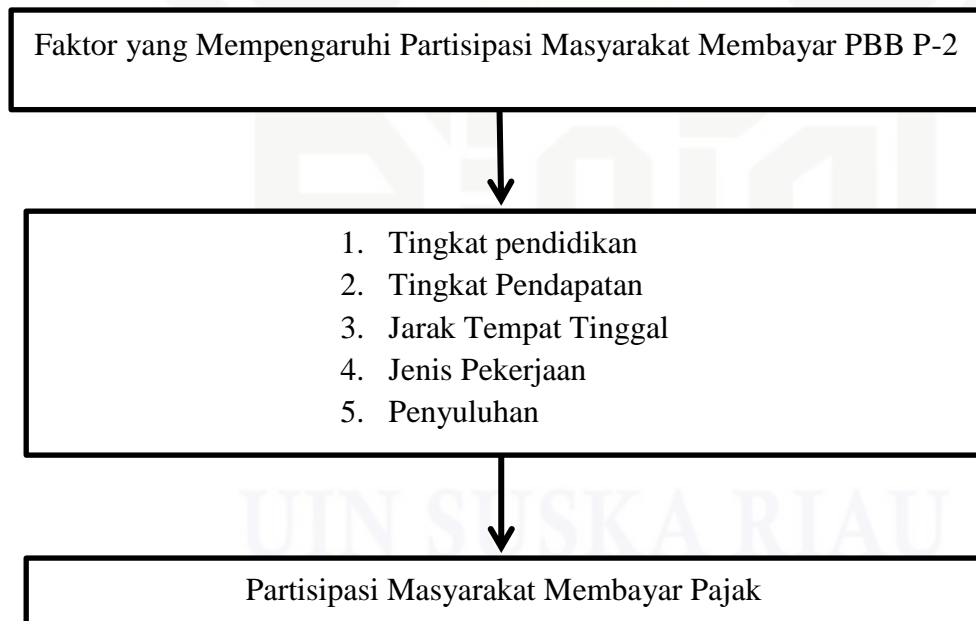 Faktor yang Mempengaruhi Partisipasi Masyarakat Membayar PBB P-2
1. Tingkat pendidikan
2. Tingkat Pendapatan
3. Jarak Tempat Tinggal
4. Jenis Pekerjaan
5. Penyuluhan
UIN SUSKA RIAU
Partisipasi Masyarakat Membayar Pajak